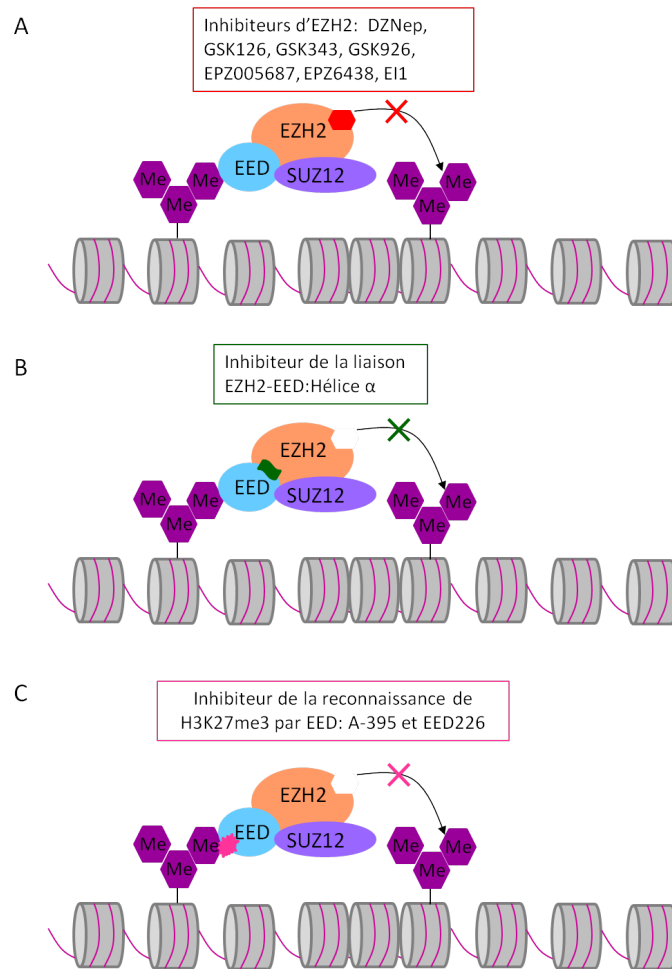 A
Inhibiteurs d’EZH2: DZNep,
GSK126, GSK343, GSK926,
EPZ005687, EPZ6438, EI1
EZH2
EED
SUZ12
Me Me Me
Me Me Me
B
Inhibiteur de la liaison
EZH2-EED:Hélice α
EZH2
EED
SUZ12
Me Me Me
Me Me Me
C
Inhibiteur de la reconnaissance de
H3K27me3 par EED: A-395 et EED226
EZH2
EED
SUZ12
Me Me Me
Me Me Me